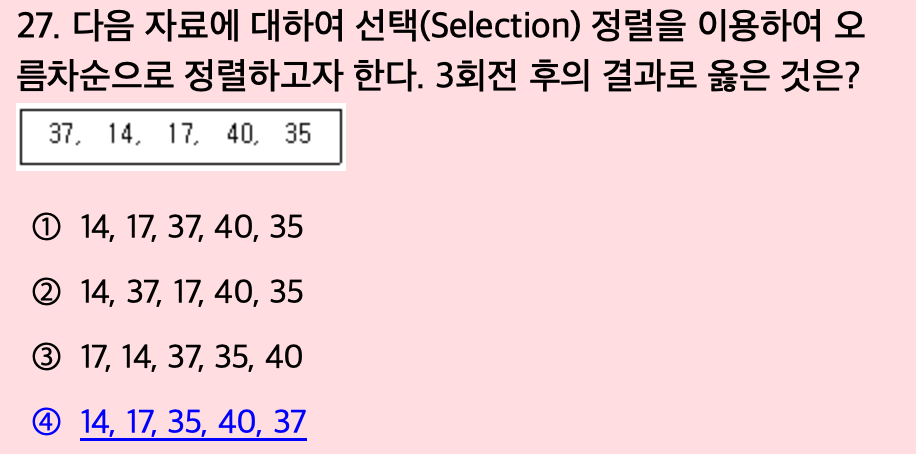 27. 다음 자료에 대하여 선택(Selection) 정렬을 이용하여 오
름차순으로 정렬하고자 한다. 3회전 후의 결과로 옳은 것은?
37, 14, 17, 40, 35
① 14, 17, 37, 40, 35
② 14, 37, 17, 40, 35
③ 17, 14, 37, 35, 40
④ 14, 17, 35, 40, 37